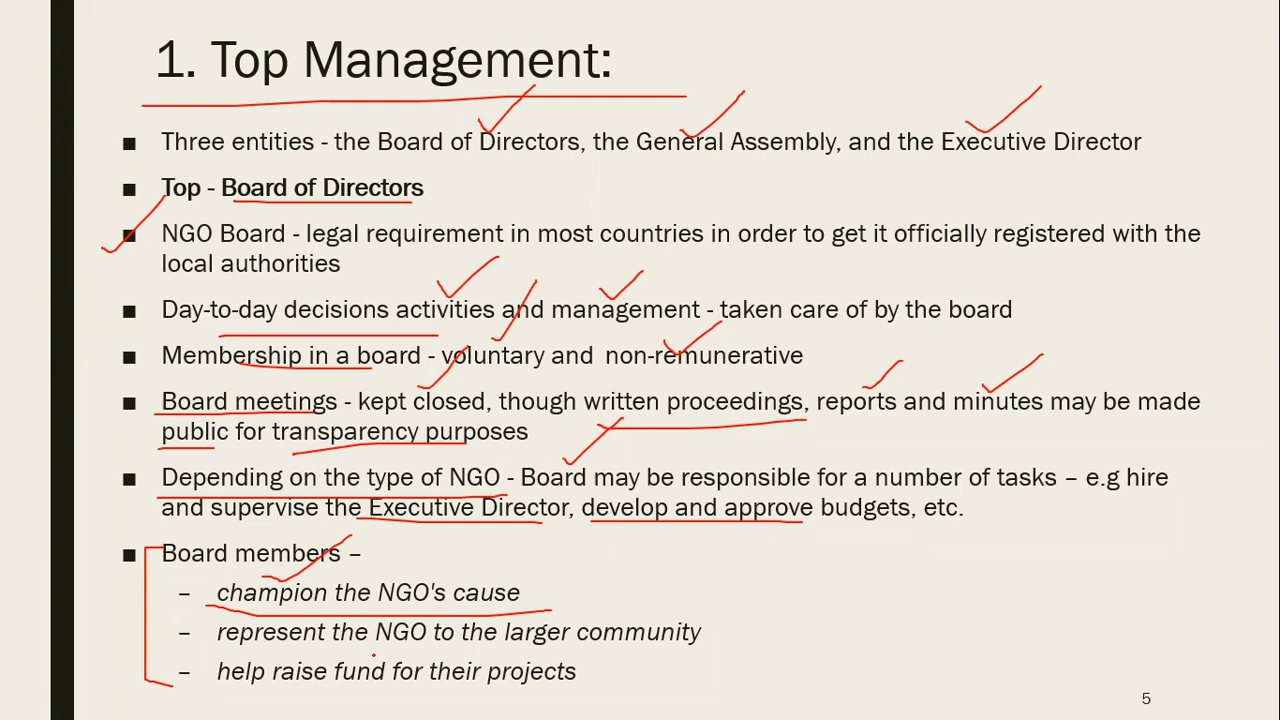 1. Top Management:
■ Three entities - the Board of Directors, the General Assembly, and the Executive Director
■ Top - Board of Directors
■ NGO Board - legal requirement in most countries in order to get it officially registered with the
local authorities
■ Day-to-day decisions activities and management - taken care of by the board
■ Membership in a board - voluntary and non-remunerative
■ Board meetings - kept closed, though written proceedings, reports and minutes may be made
public for transparency purposes
■ Depending on the type of NGO - Board may be responsible for a number of tasks – e.g hire
and supervise the Executive Director, develop and approve budgets, etc.
■ Board members –
– champion the NGO's cause
– represent the NGO to the larger community
– help raise fund for their projects
5